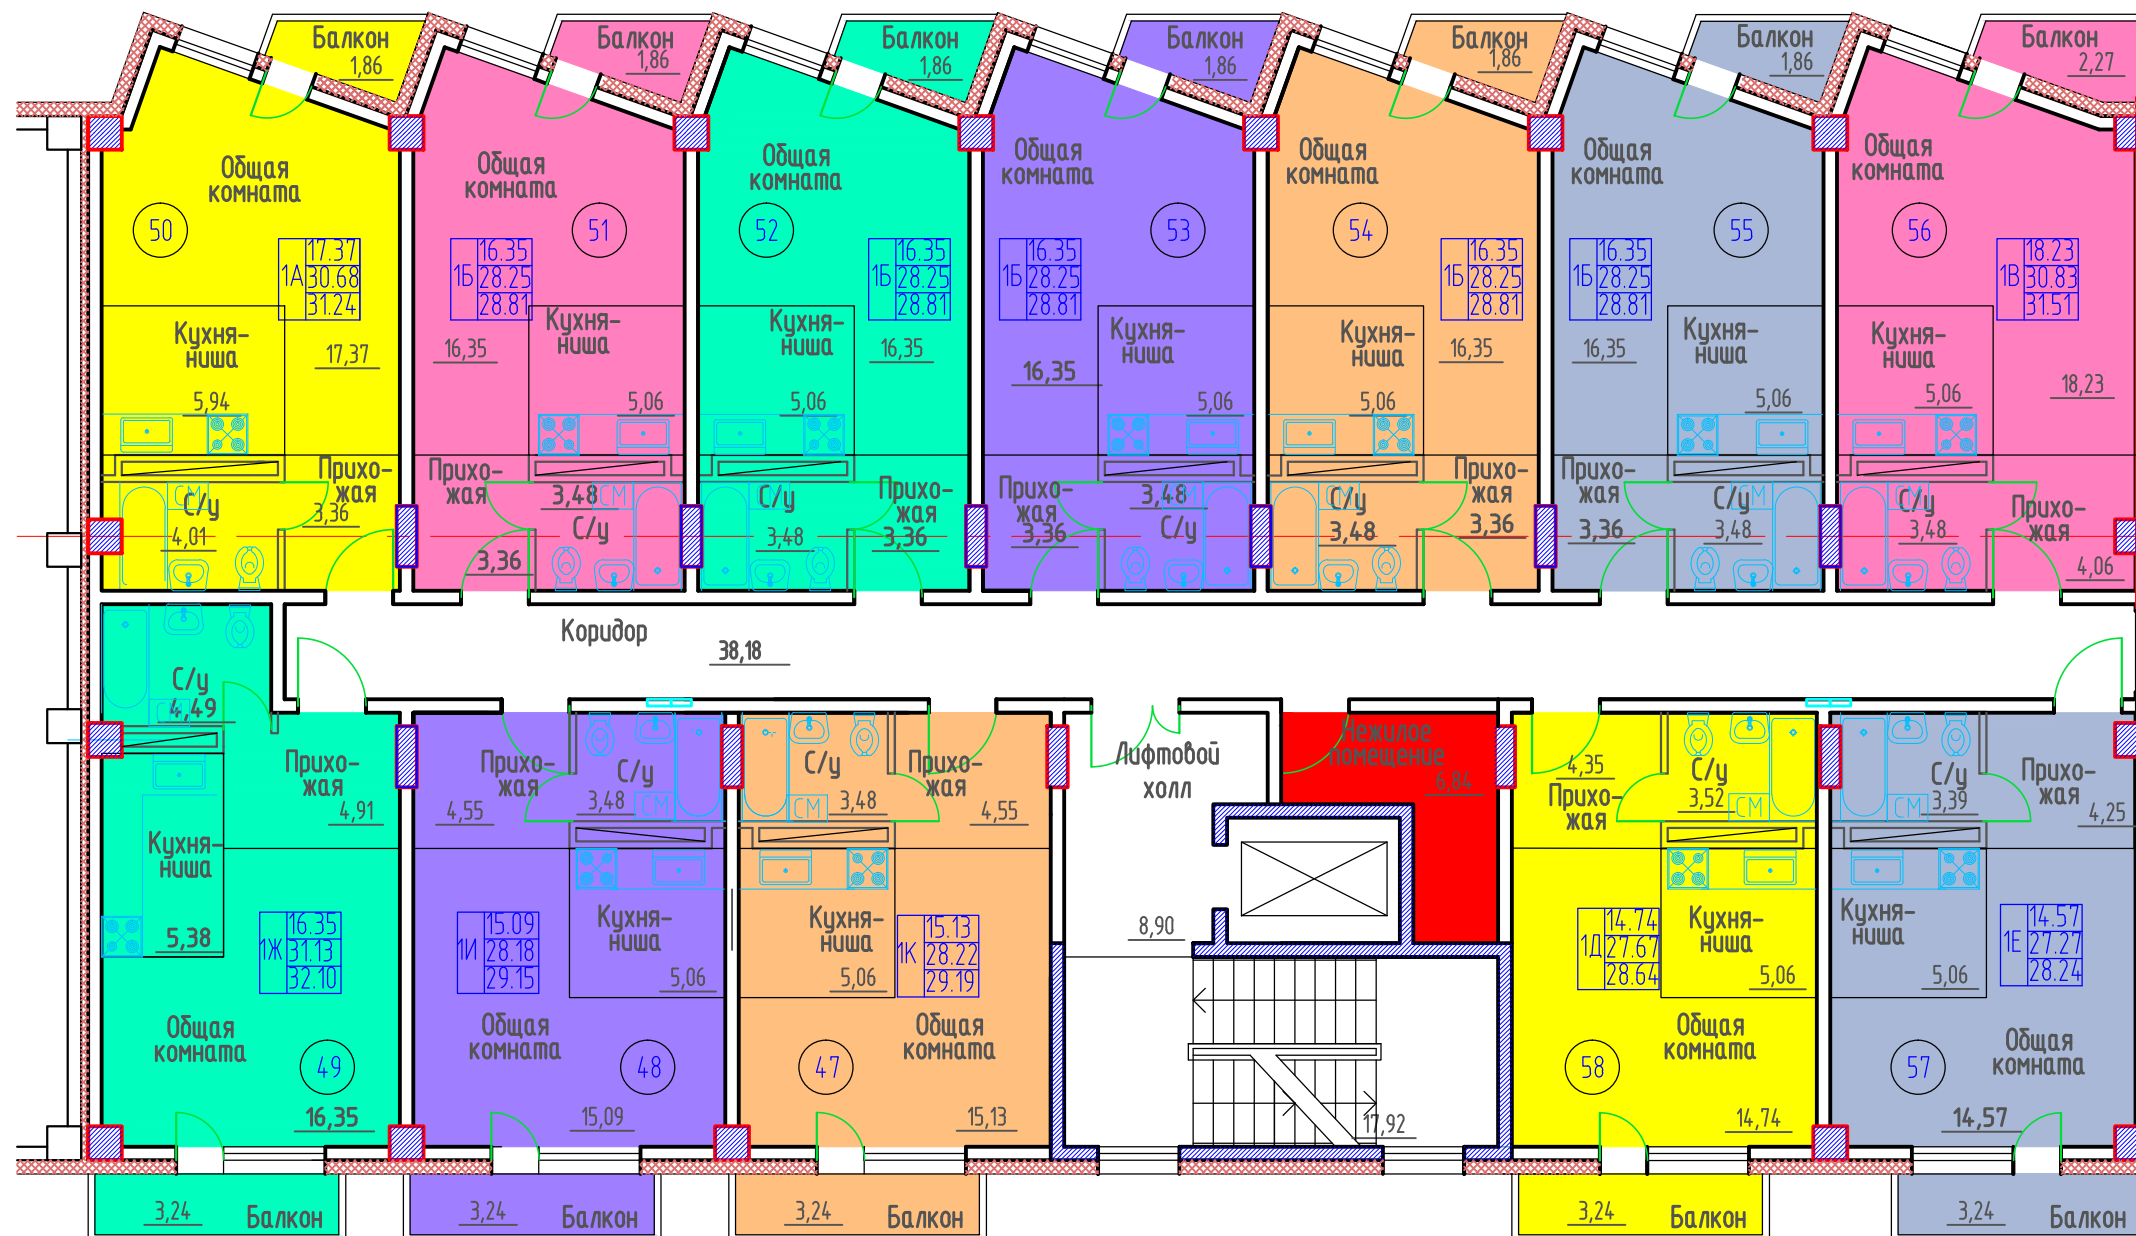 Балкон
1,86
Балкон
1,86
Балкон
1,86
Балкон
1,86
Балкон
1,86
Балкон
1,86
Балкон
2,27
Общая
комната
50
1А
17.37
30.68
31.24
Кухня-
ниша
17,37
5,94
Прихо-
жая
3,36
СМ
С/у
4,01
Общая
комната
51
1Б
16.35
28.25
28.81
Кухня-
ниша
16,35
5,06
Прихо-
жая
3,48
СМ
С/у
3,36
Общая
комната
52
1Б
16.35
28.25
28.81
Кухня-
ниша
16,35
5,06
С/у
3,48
Прихо-
жая
3,36
Общая
комната
53
1Б
16.35
28.25
28.81
Кухня-
ниша
16,35
5,06
Прихо-
жая
3,36
3,48
С/у
Общая
комната
54
1Б
16.35
28.25
28.81
Кухня-
ниша
16,35
5,06
СМ
С/у
3,48
Прихо-
жая
3,36
Общая
комната
55
1Б
16.35
28.25
28.81
Кухня-
ниша
16,35
5,06
Прихо-
жая
3,36
СМ
С/у
3,48
Общая
комната
56
1В
18.23
30.83
31.51
Кухня-
ниша
18,23
5,06
СМ
С/у
3,48
Прихо-
жая
4,06
Коридор
38,18
С/у
4,49
СМ
Прихо-
жая
4,91
Кухня-
ниша
5,38
1Ж
16.35
31.13
32.10
Общая
комната
49
16,35
3,24
Балкон
Прихо-
жая
4,55
С/у
3,48
СМ
Кухня-
ниша
5,06
1И
15.09
28.18
29.15
Общая
комната
48
15,09
3,24
Балкон
С/у
3,48
СМ
Прихо-
жая
4,55
Кухня-
ниша
5,06
1К
15.13
28.22
29.19
Общая
комната
47
15,13
3,24
Балкон
Лифтовой
холл
8,90
Нежилое
помещение
6,84
17,92
4,35
Прихо-
жая
С/у
3,52
СМ
Кухня-
ниша
5,06
1Д
14.74
27.67
28.64
Общая
комната
58
14,74
3,24
Балкон
С/у
3,39
СМ
Прихо-
жая
4,25
Кухня-
ниша
5,06
1Е
14.57
27.27
28.24
Общая
комната
57
14,57
3,24
Балкон